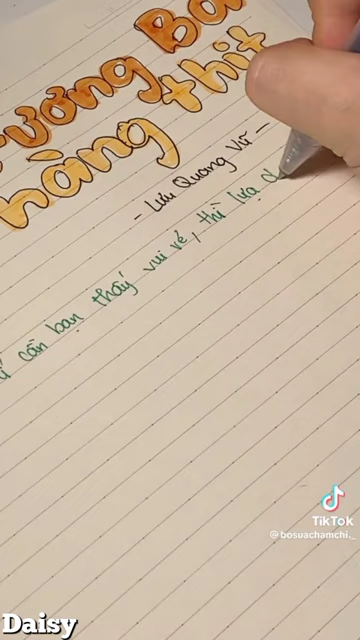 ương Ba
hàng thịt
- Lưu Quang Vũ -
cần bạn thấy vui vẻ, thì lựa
TikTok
@bosuachamchi._
Daisy